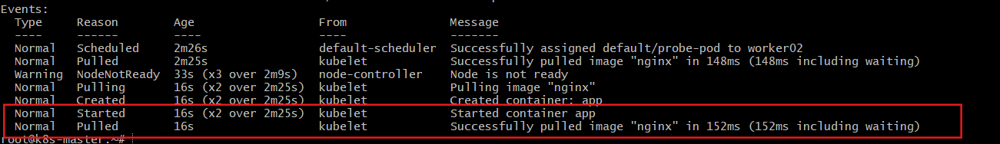 Events:
Type Reason Age From Message
---- ------ ---- ---- -------
Normal Scheduled 2m26s default-scheduler Successfully assigned default/probe-pod to worker02
Normal Pulled 2m25s kubelet Successfully pulled image "nginx" in 148ms (148ms including waiting)
Warning NodeNotReady 33s (x3 over 2m9s) node-controller Node is not ready
Normal Pulling 16s (x2 over 2m25s) kubelet Pulling image "nginx"
Normal Created 16s (x2 over 2m25s) kubelet Created container: app
Normal Started 16s (x2 over 2m25s) kubelet Started container app
Normal Pulled 16s kubelet Successfully pulled image "nginx" in 152ms (152ms including waiting)
root@k8s-master:~#